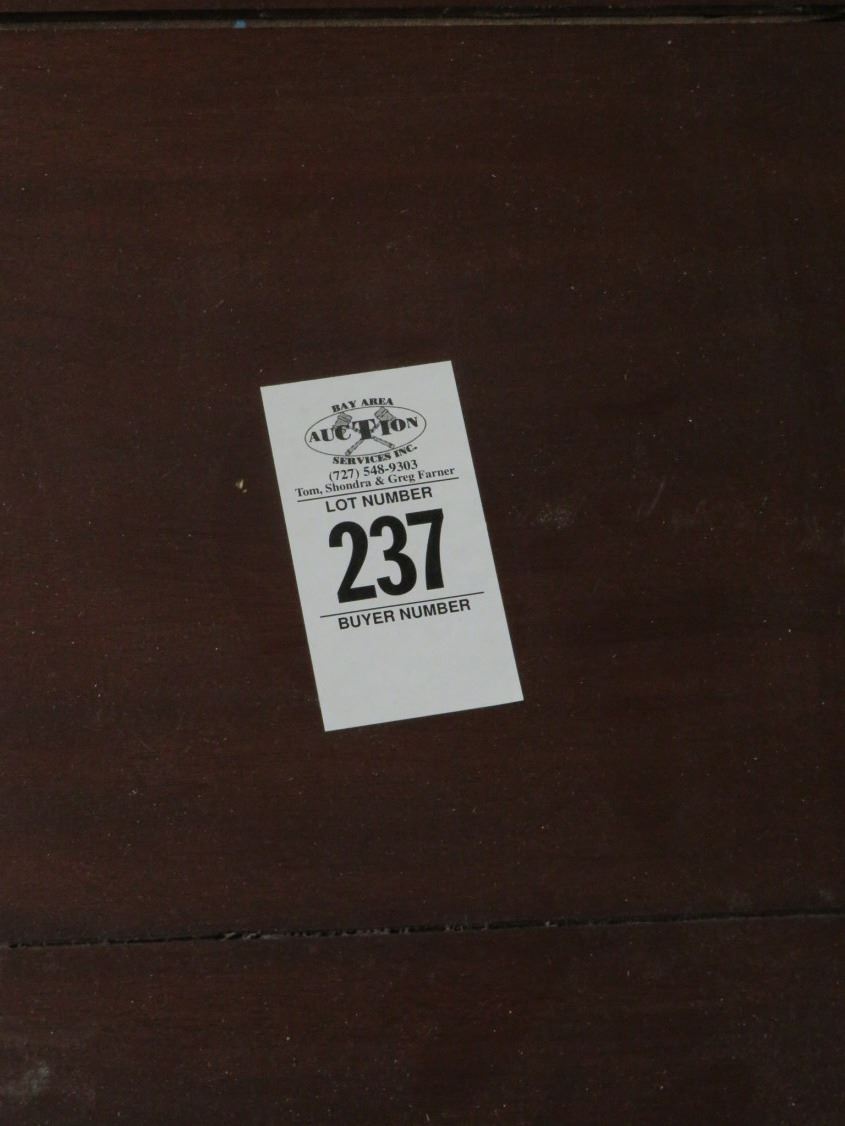 BAY AREA
AUCTION
SERVICES INC.
(727) 548-9303
Tom, Shondra & Greg Farner
LOT NUMBER
237
BUYER NUMBER